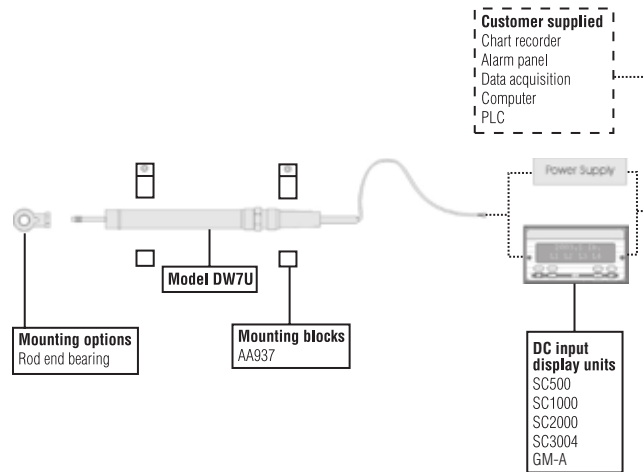 Customer supplied
Chart recorder
Alarm panel
Data acquisition
Computer
PLC
Power Supply
Model DW7U
Mounting options
Rod end bearing
Mounting blocks
AA937
DC input
display units
SC500
SC1000
SC2000
SC3004
GM-A